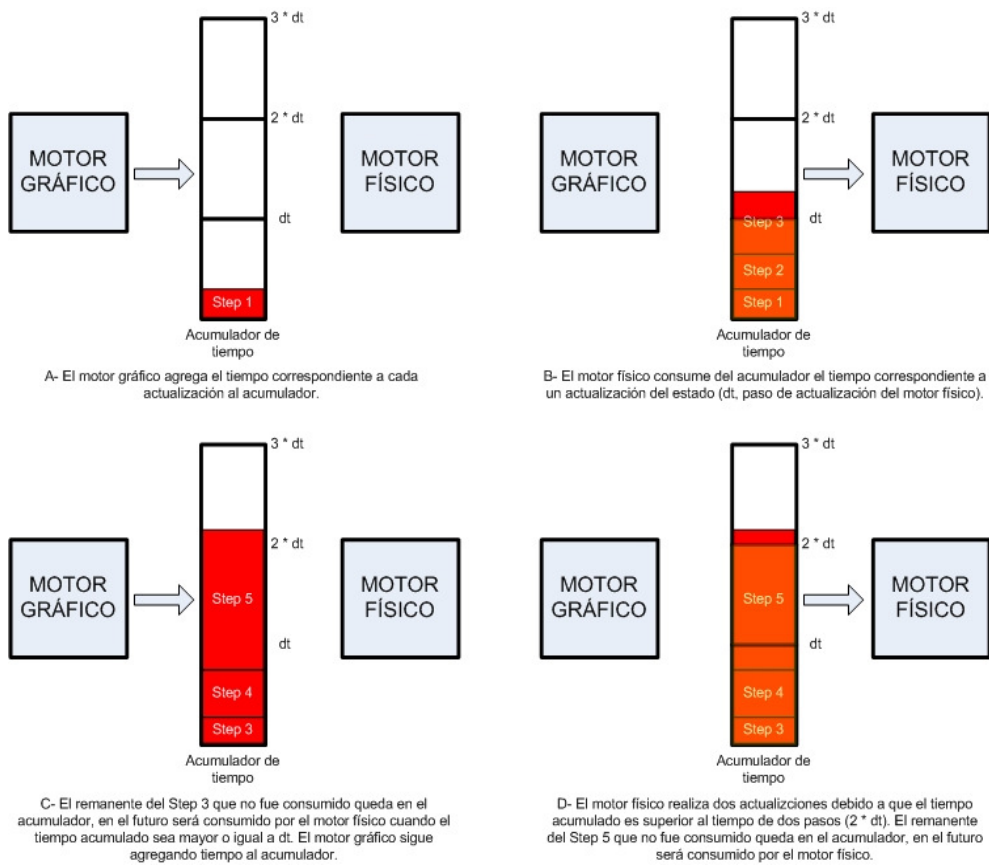 3 * dt
2 * dt
MOTOR
GRÁFICO
MOTOR
FÍSICO
dt
Step 1
Acumulador de
tiempo
A- El motor gráfico agrega el tiempo correspondiente a cada
actualización al acumulador.
3 * dt
2 * dt
MOTOR
GRÁFICO
MOTOR
FÍSICO
dt
Step 3
Step 2
Step 1
Acumulador de
tiempo
B- El motor físico consume del acumulador el tiempo correspondiente a
un actualización del estado (dt, paso de actualización del motor físico).
3 * dt
2 * dt
MOTOR
GRÁFICO
Step 5
MOTOR
FÍSICO
dt
Step 4
Step 3
Acumulador de
tiempo
C- El remanente del Step 3 que no fue consumido queda en el
acumulador, en el futuro será consumido por el motor físico cuando el
tiempo acumulado sea mayor o igual a dt. El motor gráfico sigue
agregando tiempo al acumulador.
3 * dt
2 * dt
MOTOR
GRÁFICO
Step 5
MOTOR
FÍSICO
dt
Step 4
Step 3
Acumulador de
tiempo
D- El motor físico realiza dos actualizciones debido a que el tiempo
acumulado es superior al tiempo de dos pasos (2 * dt). El remanente
del Step 5 que no fue consumido queda en el acumulador, en el futuro
será consumido por el motor físico.